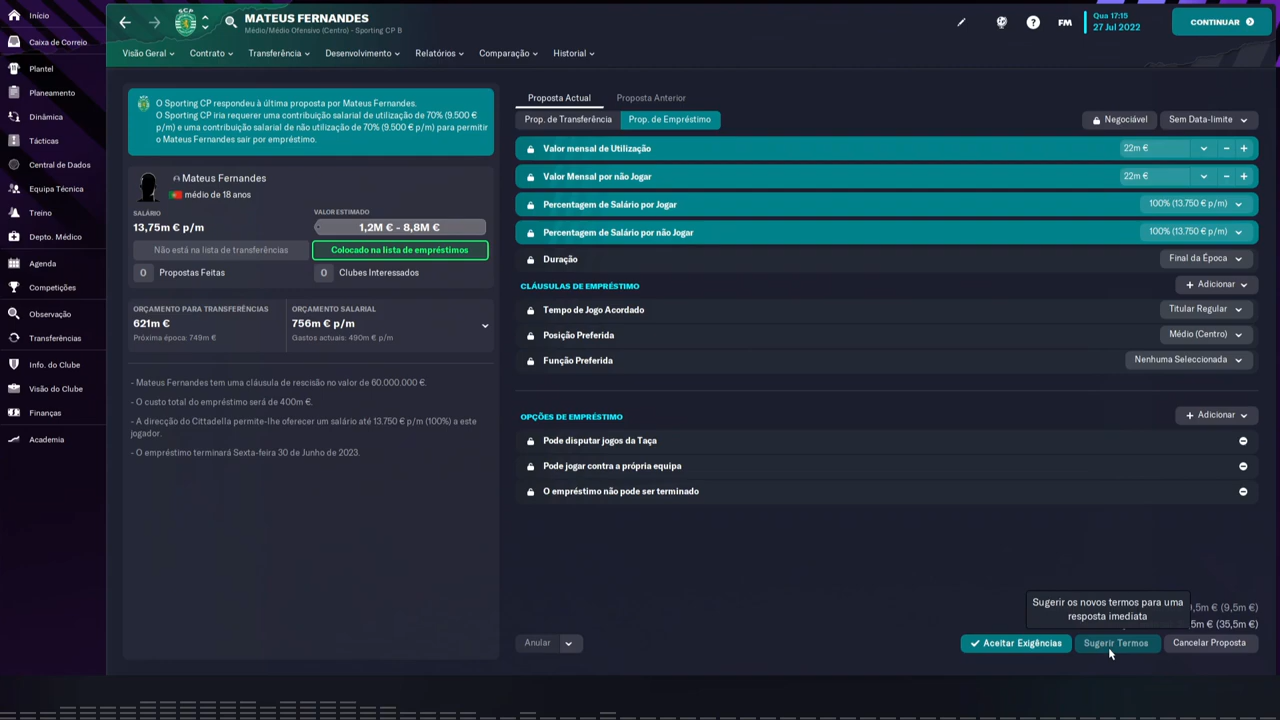 Início
Caixa de Correio
Plantel
Planeamento
Dinâmica
Tácticas
Central de Dados
Equipa Técnica
Treino
Depto. Médico
Agenda
Competições
Observação
Transferências
Info. do Clube
Visão do Clube
Finanças
Academia
SCP
MATEUS FERNANDES
Médio/Médio Ofensivo (Centro) - Sporting CP B
FM
Qua 17:15
27 Jul 2022
CONTINUAR
Visão Geral
Contrato
Transferência
Desenvolvimento
Relatórios
Comparação
Historial
O Sporting CP respondeu à última proposta por Mateus Fernandes.
O Sporting CP iria requerer uma contribuição salarial de utilização de 70% (9.500 €
p/m) e uma contribuição salarial de não utilização de 70% (9.500 € p/m) para permitir
o Mateus Fernandes sair por empréstimo.
Mateus Fernandes
médio de 18 anos
SALÁRIO
13,75m € p/m
VALOR ESTIMADO
1,2M € - 8,8M €
Não está na lista de transferências
Colocado na lista de empréstimos
0 Propostas Feitas
0 Clubes Interessados
ORÇAMENTO PARA TRANSFERÊNCIAS
621m €
Próxima época: 749m €
ORÇAMENTO SALARIAL
756m € p/m
Gastos actuais: 490m € p/m
- Mateus Fernandes tem uma cláusula de rescisão no valor de 60.000.000 €.
- O custo total do empréstimo será de 400m €.
- A direcção do Cittadella permite-lhe oferecer um salário até 13.750 € p/m (100%) a este
jogador.
- O empréstimo terminará Sexta-feira 30 de Junho de 2023.
Proposta Actual
Proposta Anterior
Prop. de Transferência
Prop. de Empréstimo
Negociável
Sem Data-limite
Valor mensal de Utilização 22m €
Valor Mensal por não Jogar 22m €
Percentagem de Salário por Jogar 100% (13.750 € p/m)
Percentagem de Salário por não Jogar 100% (13.750 € p/m)
Duração Final da Época
CLÁUSULAS DE EMPRÉSTIMO Adicionar
Tempo de Jogo Acordado Titular Regular
Posição Preferida Médio (Centro)
Função Preferida Nenhuma Seleccionada
OPÇÕES DE EMPRÉSTIMO Adicionar
Pode disputar jogos da Taça
Pode jogar contra a própria equipa
O empréstimo não pode ser terminado
Sugerir os novos termos para uma
resposta imediata
,5m € (9,5m €)
5m € (35,5m €)
Anular
Aceitar Exigências
Sugerir Termos
Cancelar Proposta